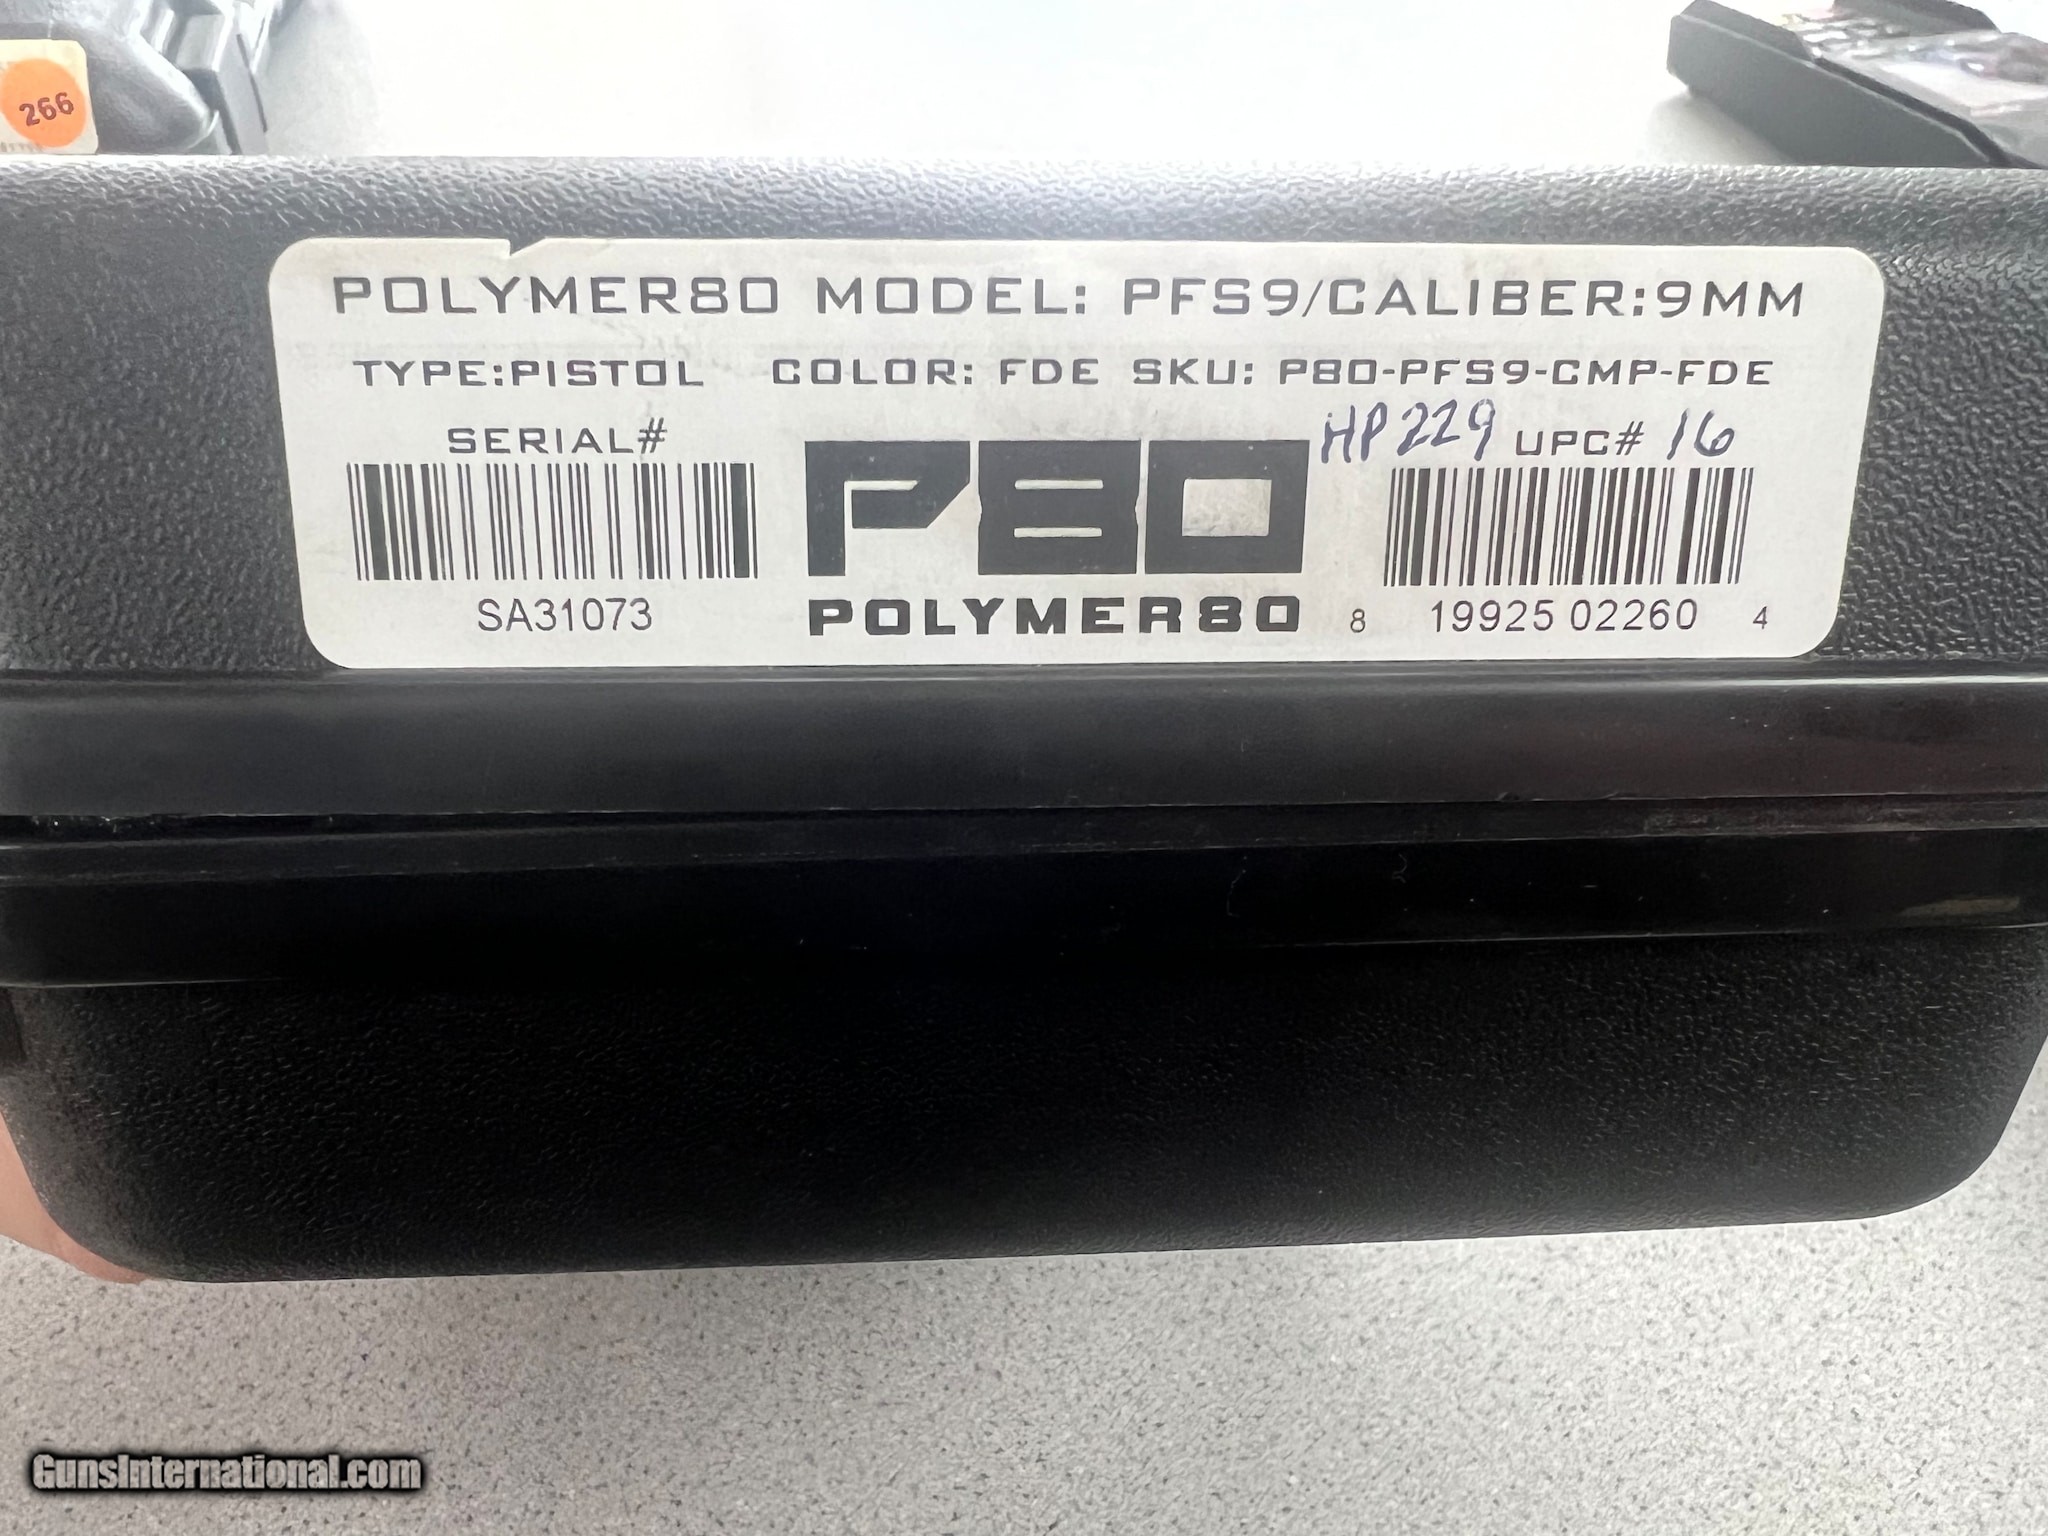 266
POLYMER80 MODEL: PFS9/CALIBER:9MM
TYPE:PISTOL COLOR: FDE SKU: P80-PFS9-CMP-FDE
SERIAL# HP229 UPC# 16
P80
SA31073 POLYMER80 8 19925 02260 4
GunsInternational.com